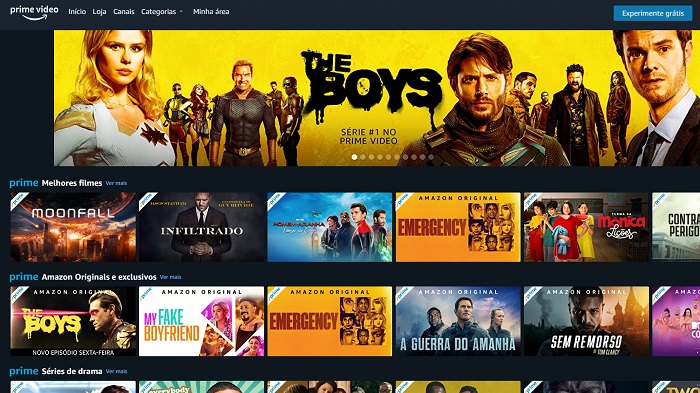 prime video
Início Loja Canais Categorias Minha área
Experimente grátis
THE BOYS
SÉRIE #1 NO
PRIME VIDEO
prime Melhores filmes Ver mais
MOONFALL
JASON STATHAM
GUY RITCHIE
INFILTRADO
HOMEM-ARANHA
AMAZON ORIGINAL
EMERGENCY
TURMA DA
Mônica
Lições
CONTRA
PERIGO
prime Amazon Originals e exclusivos Ver mais
AMAZON ORIGINAL
THE BOYS
NOVO EPISÓDIO SEXTA-FEIRA
AMAZON ORIGINAL
MY FAKE
BOYFRIEND
AMAZON ORIGINAL
EMERGENCY
AMAZON ORIGINAL
A GUERRA DO AMANHÃ
AMAZON ORIGINAL
SEM REMORSO
DE TOM CLANCY
AMAZO
prime Séries de drama Ver mais